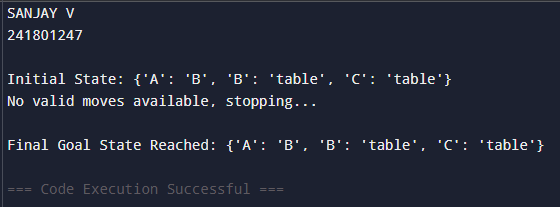 SANJAY V
241801247
Initial State: {'A': 'B', 'B': 'table', 'C': 'table'}
No valid moves available, stopping...
Final Goal State Reached: {'A': 'B', 'B': 'table', 'C': 'table'}
=== Code Execution Successful ===